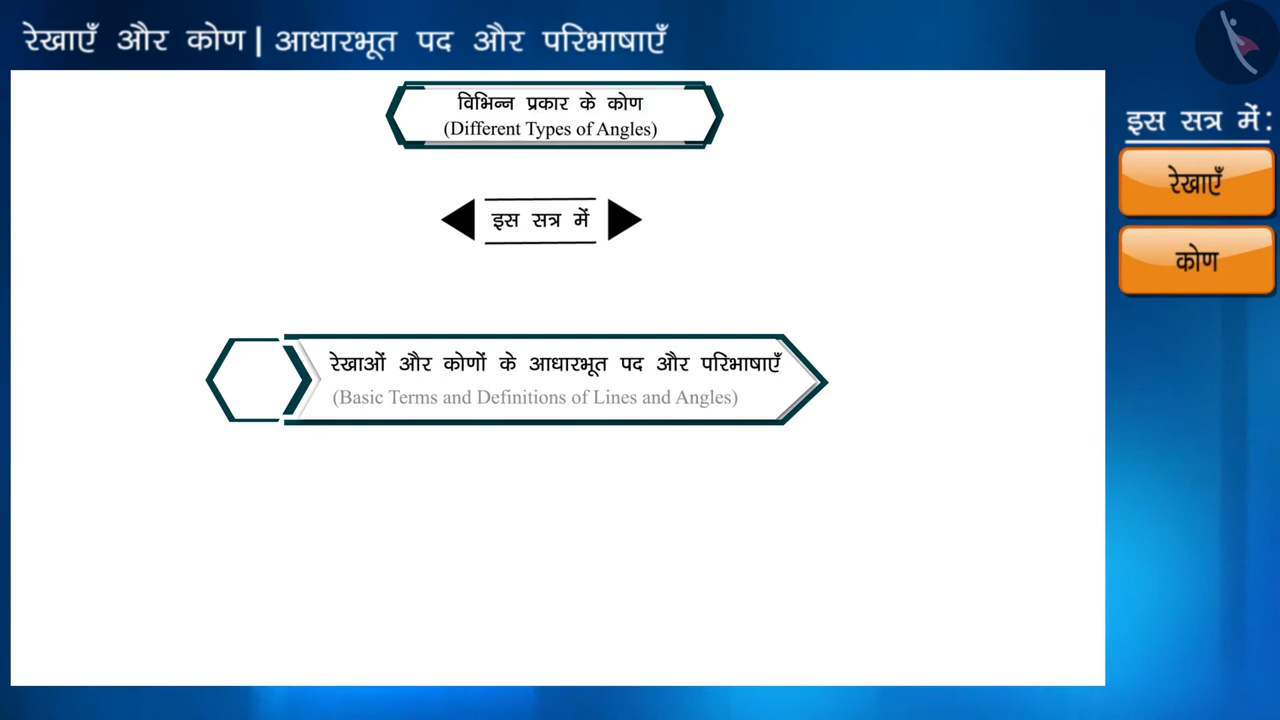 रेखाएँ और कोण | आधारभूत पद और परिभाषाएँ
विभिन्न प्रकार के कोण
(Different Types of Angles)
इस सत्र में
रेखाओं और कोणों के आधारभूत पद और परिभाषाएँ
(Basic Terms and Definitions of Lines and Angles)
इस सत्र में:
रेखाएँ
कोण